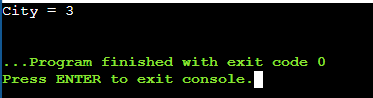 City = 3
...Program finished with exit code 0
Press ENTER to exit console.